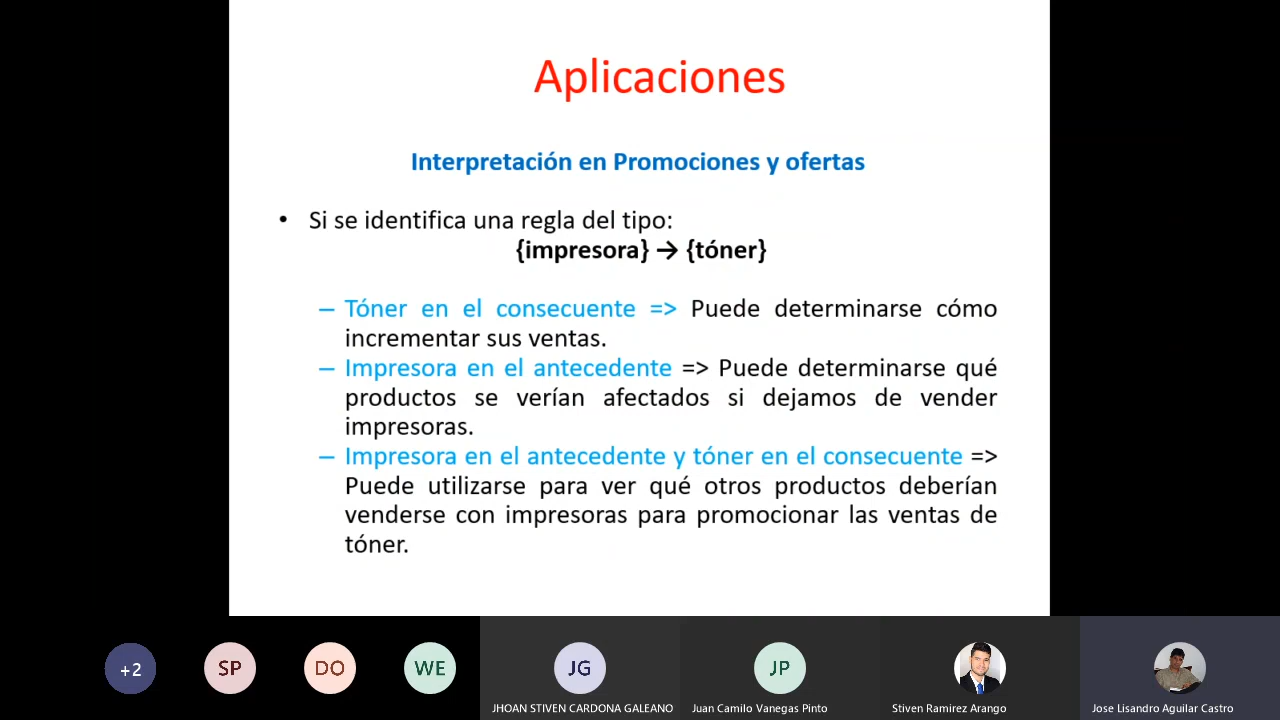 Aplicaciones
Interpretación en Promociones y ofertas
• Si se identifica una regla del tipo:
{impresora} → {tóner}
– Tóner en el consecuente => Puede determinarse cómo
incrementar sus ventas.
– Impresora en el antecedente => Puede determinarse qué
productos se verían afectados si dejamos de vender
impresoras.
– Impresora en el antecedente y tóner en el consecuente =>
Puede utilizarse para ver qué otros productos deberían
venderse con impresoras para promocionar las ventas de
tóner.
+2
SP
DO
WE
JG
JP
JHOAN STIVEN CARDONA GALEANO
Juan Camilo Vanegas Pinto
Stiven Ramirez Arango
Jose Lisandro Aguilar Castro